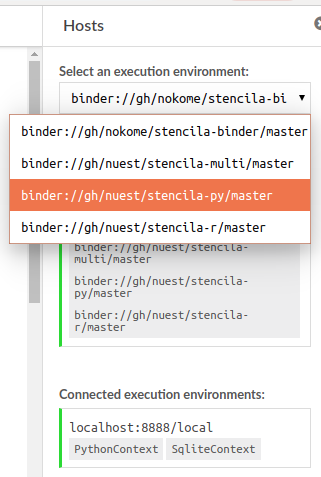 Hosts
Select an execution environment:
binder://gh/nokome/stencila-bi
binder://gh/nokome/stencila-binder/master
binder://gh/nuest/stencila-multi/master
binder://gh/nuest/stencila-py/master
binder://gh/nuest/stencila-r/master
binder://gh/nuest/stencila-
multi/master
binder://gh/nuest/stencila-
py/master
binder://gh/nuest/stencila-
r/master
Connected execution environments:
localhost:8888/local
PythonContext SqliteContext